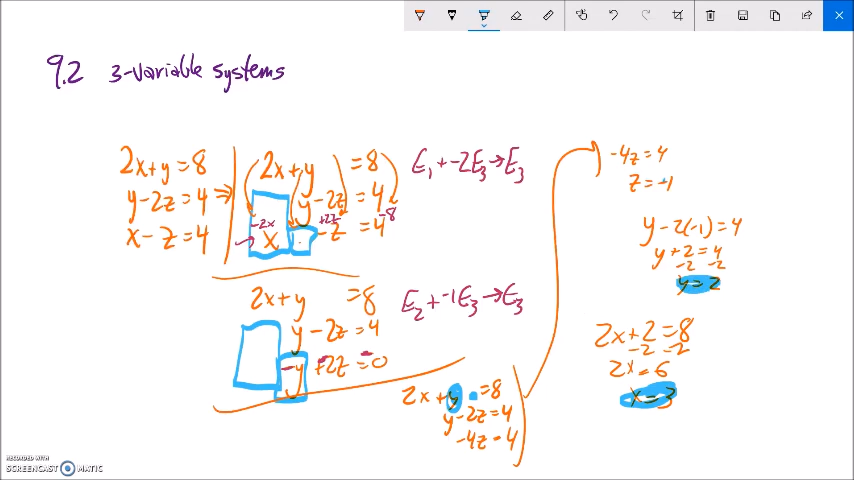 9.2 3-variable systems
2x+y=8
y-2z=4 ⇒
x-z=4
2x+y =8
y-2z=4
-2x +2z -8
x -z =4
E₁+-2E₃→E₃
2x+y =8
y-2z=4
-y +2z =0
E₂+-1E₃→E₃
2x+y =8
y-2z=4
-4z=4
-4z=4
z=-1
y-2(-1)=4
y+2=4
-2 -2
y=2
2x+2=8
-2=2
2x=6
x=3
RECORDED WITH
SCREENCAST MATIC